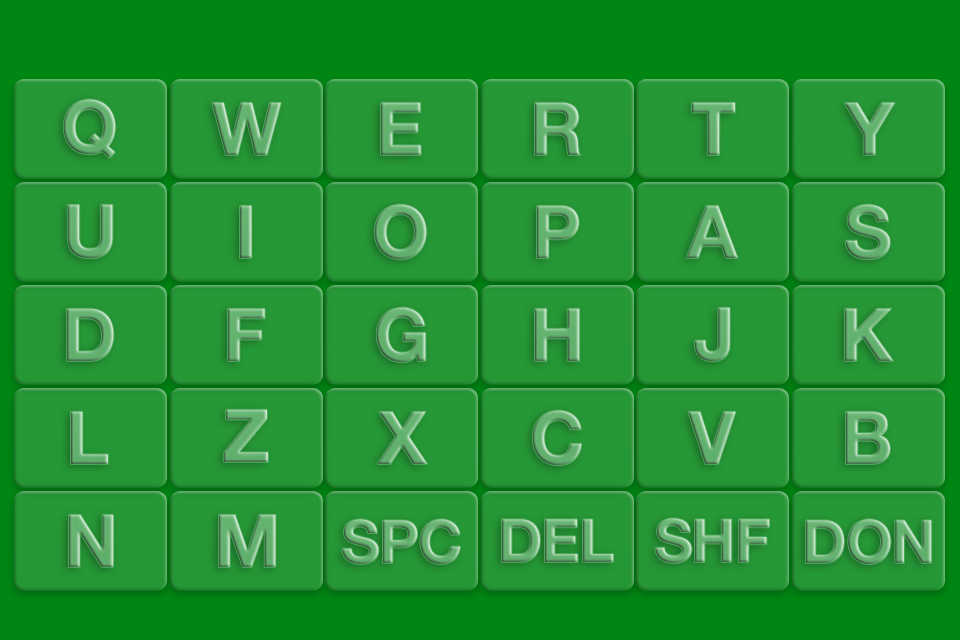 Q W E R T Y
U I O P A S
D F G H J K
L Z X C V B
N M SPC DEL SHF DON